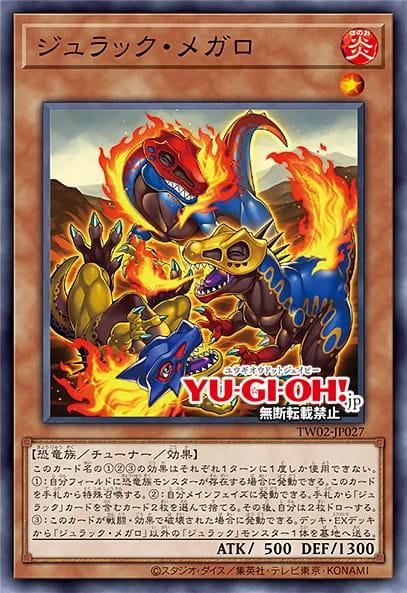 ジュラック・メガロ
ほのお
炎
ユウギオウドットジェイピー
YU-GI-OH!.jp
無断転載禁止
TW02-JP027
【恐竜族/チューナー/効果】
このカード名の①②③の効果はそれぞれ1ターンに1度しか使用できない。
①:自分フィールドに恐竜族モンスターが存在する場合に発動できる。このカード
を手札から特殊召喚する。②:自分メインフェイズに発動できる。手札から「ジュ
ラック」カードを含むカード2枚を選んで捨てる。その後、自分は2枚ドローする。
③:このカードが戦闘・効果で破壊された場合に発動できる。デッキ・EXデッキ
から「ジュラック・メガロ」以外の「ジュラック」モンスター1体を墓地へ送る。
ATK/ 500 DEF/1300
©スタジオ・ダイス/集英社・テレビ東京・KONAMI